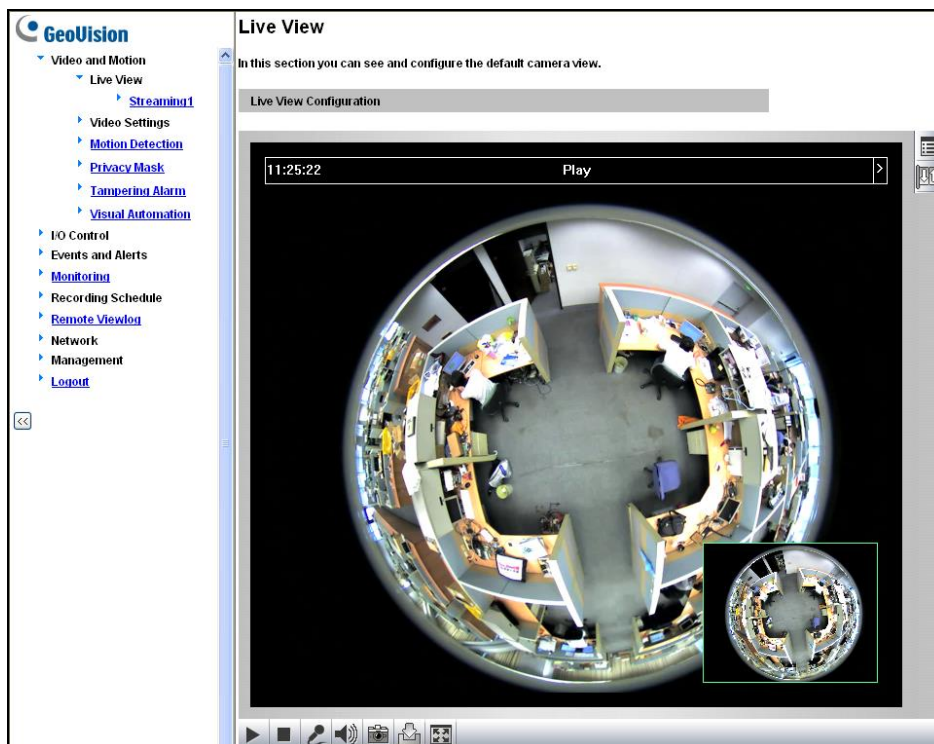 GeoVision
Video and Motion
Live View
Streaming1
Video Settings
Motion Detection
Privacy Mask
Tampering Alarm
Visual Automation
I/O Control
Events and Alerts
Monitoring
Recording Schedule
Remote Viewlog
Network
Management
Logout
<<
Live View
In this section you can see and configure the default camera view.
Live View Configuration
11:25:22 Play >